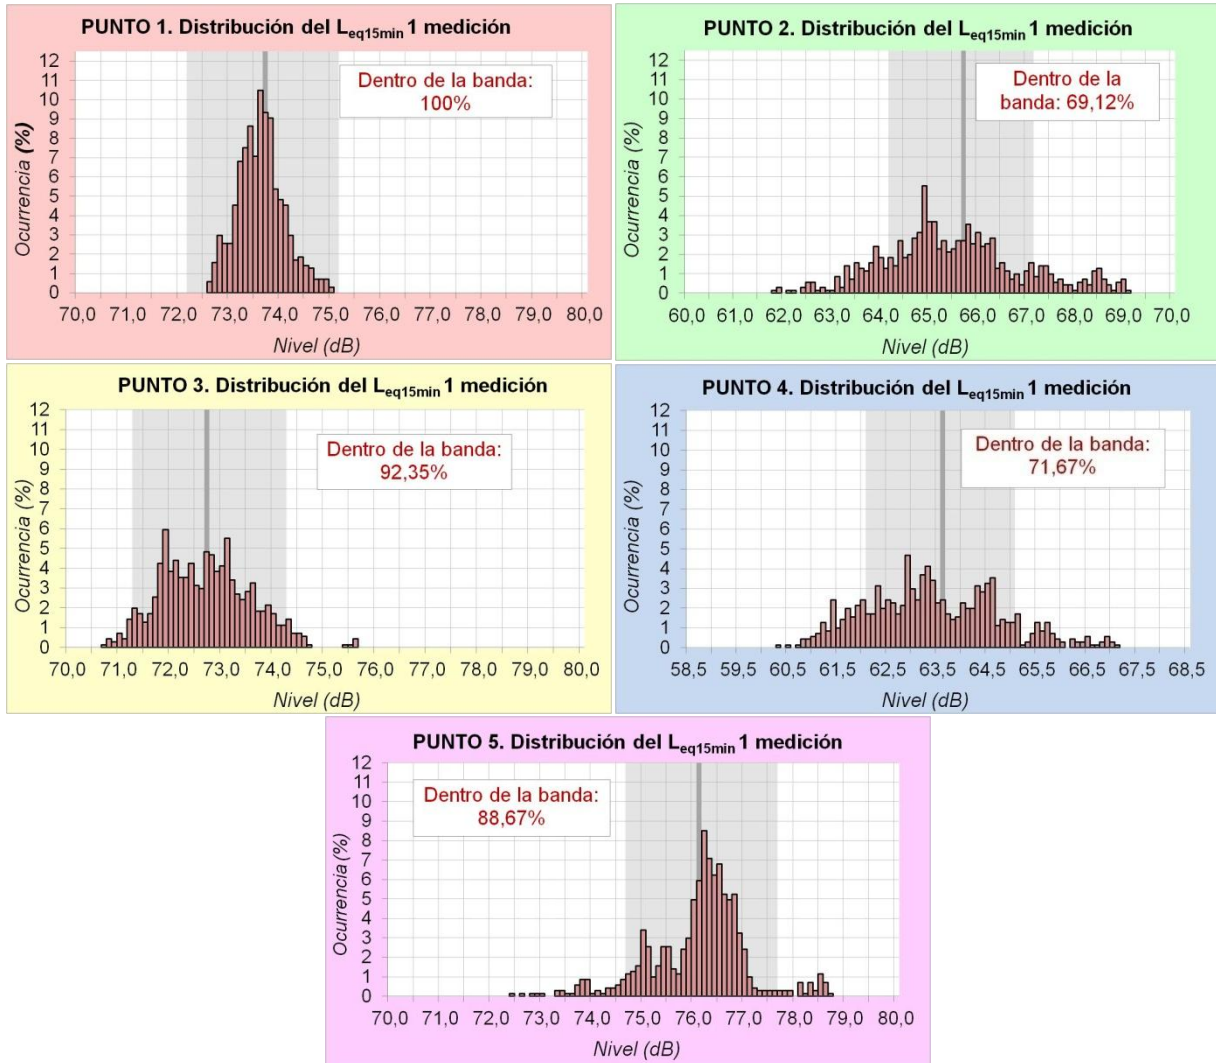 PUNTO 1. Distribución del Leq15min 1 medición
12
11
10
9
8
7
6
5
4
3
2
1
0
Ocurrencia (%)
Dentro de la banda:
100%
70,0 71,0 72,0 73,0 74,0 75,0 76,0 77,0 78,0 79,0 80,0
Nivel (dB)
PUNTO 2. Distribución del Leq15min 1 medición
12
11
10
9
8
7
6
5
4
3
2
1
0
Ocurrencia (%)
Dentro de la
banda: 69,12%
60,0 61,0 62,0 63,0 64,0 65,0 66,0 67,0 68,0 69,0 70,0
Nivel (dB)
PUNTO 3. Distribución del Leq15min 1 medición
12
11
10
9
8
7
6
5
4
3
2
1
0
Ocurrencia (%)
Dentro de la banda:
92,35%
70,0 71,0 72,0 73,0 74,0 75,0 76,0 77,0 78,0 79,0 80,0
Nivel (dB)
PUNTO 4. Distribución del Leq15min 1 medición
12
11
10
9
8
7
6
5
4
3
2
1
0
Ocurrencia (%)
Dentro de la banda:
71,67%
58,5 59,5 60,5 61,5 62,5 63,5 64,5 65,5 66,5 67,5 68,5
Nivel (dB)
PUNTO 5. Distribución del Leq15min 1 medición
12
11
10
9
8
7
6
5
4
3
2
1
0
Ocurrencia (%)
Dentro de la banda:
88,67%
70,0 71,0 72,0 73,0 74,0 75,0 76,0 77,0 78,0 79,0 80,0
Nivel (dB)